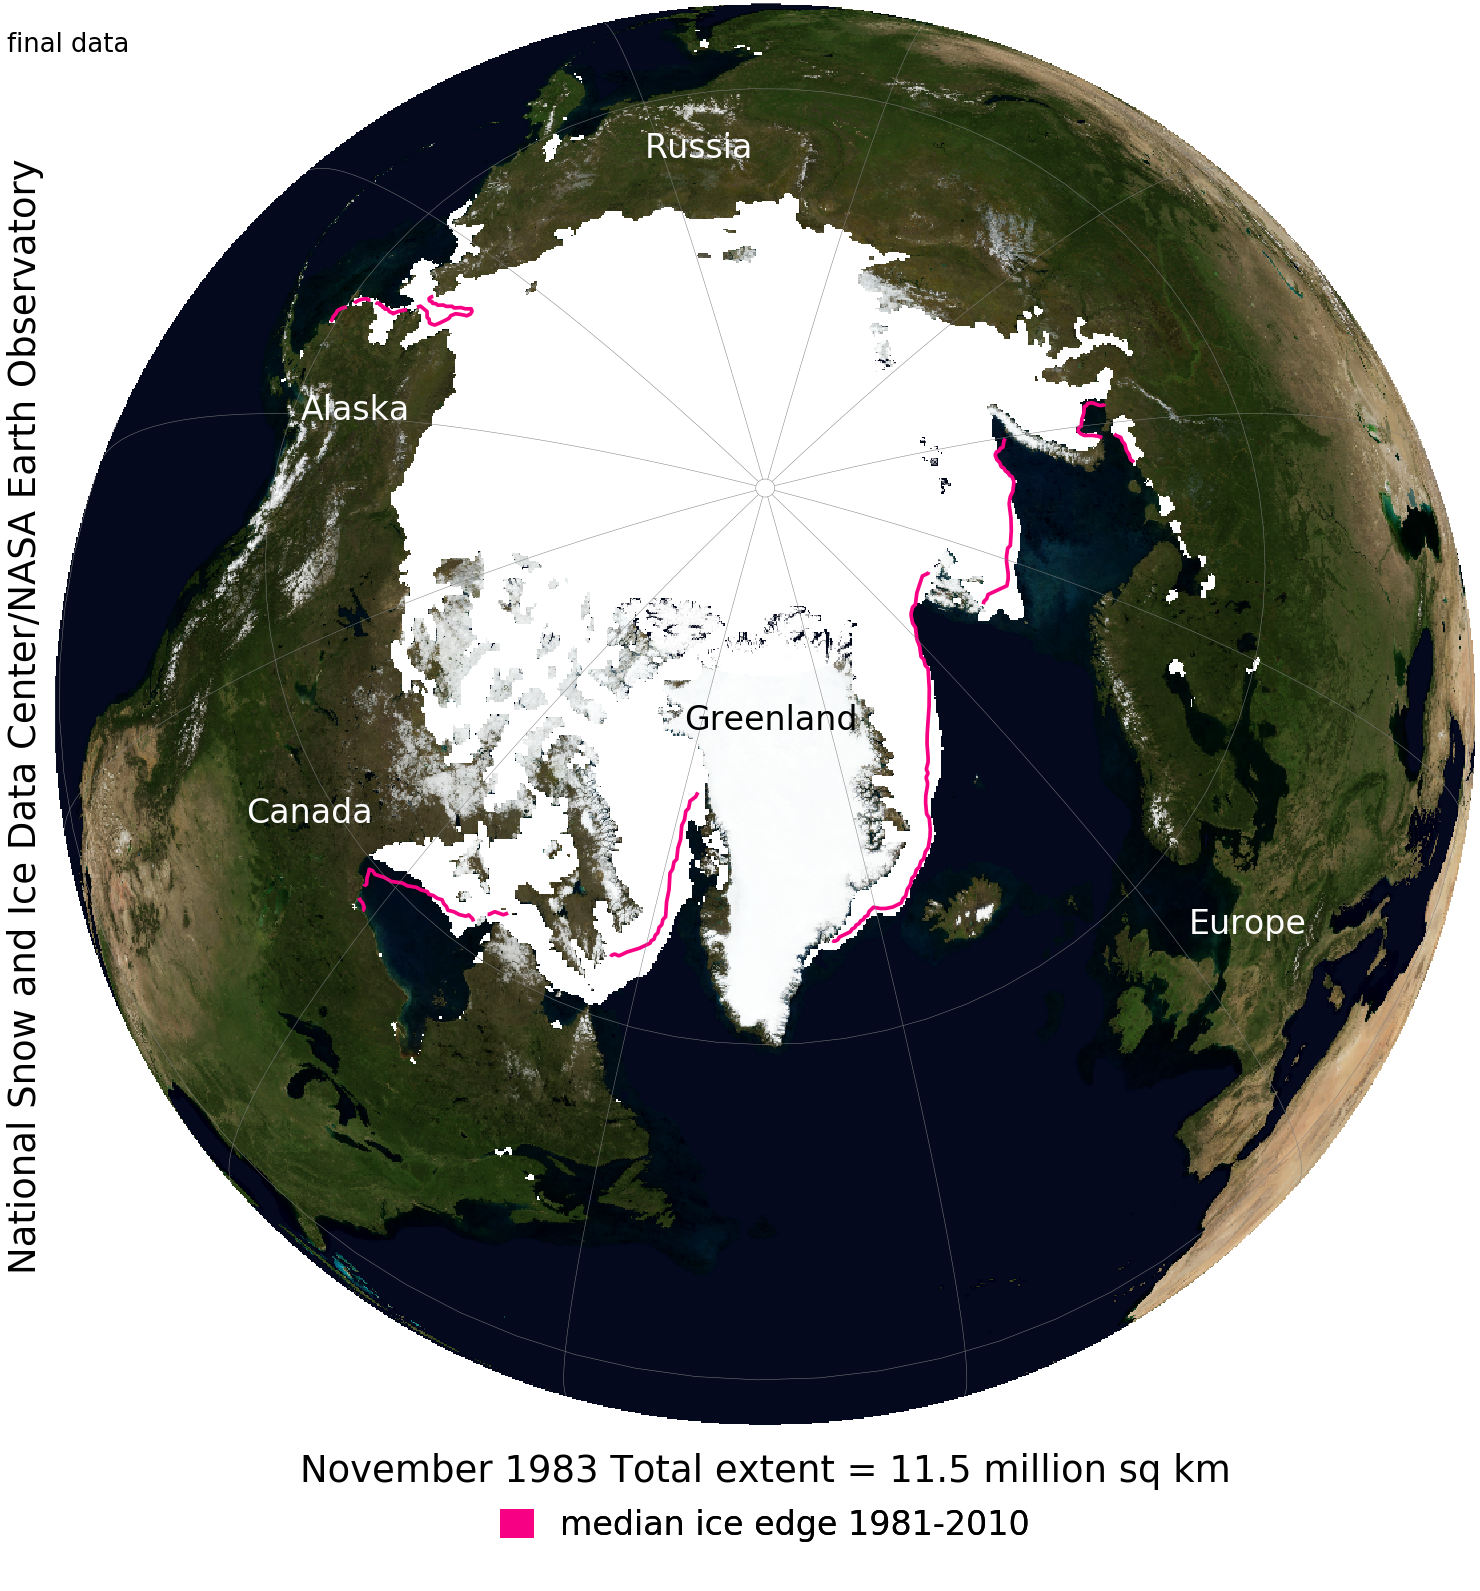 final data
National Snow and Ice Data Center/NASA Earth Observatory
Russia
Alaska
Greenland
Canada
Europe
November 1983 Total extent = 11.5 million sq km
median ice edge 1981-2010